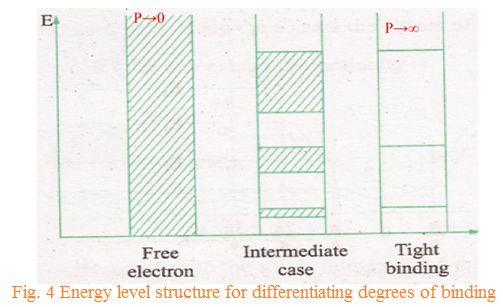 E
P→0
P→∞
Free
electron
Intermediate
case
Tight
binding
Fig. 4 Energy level structure for differentiating degrees of binding